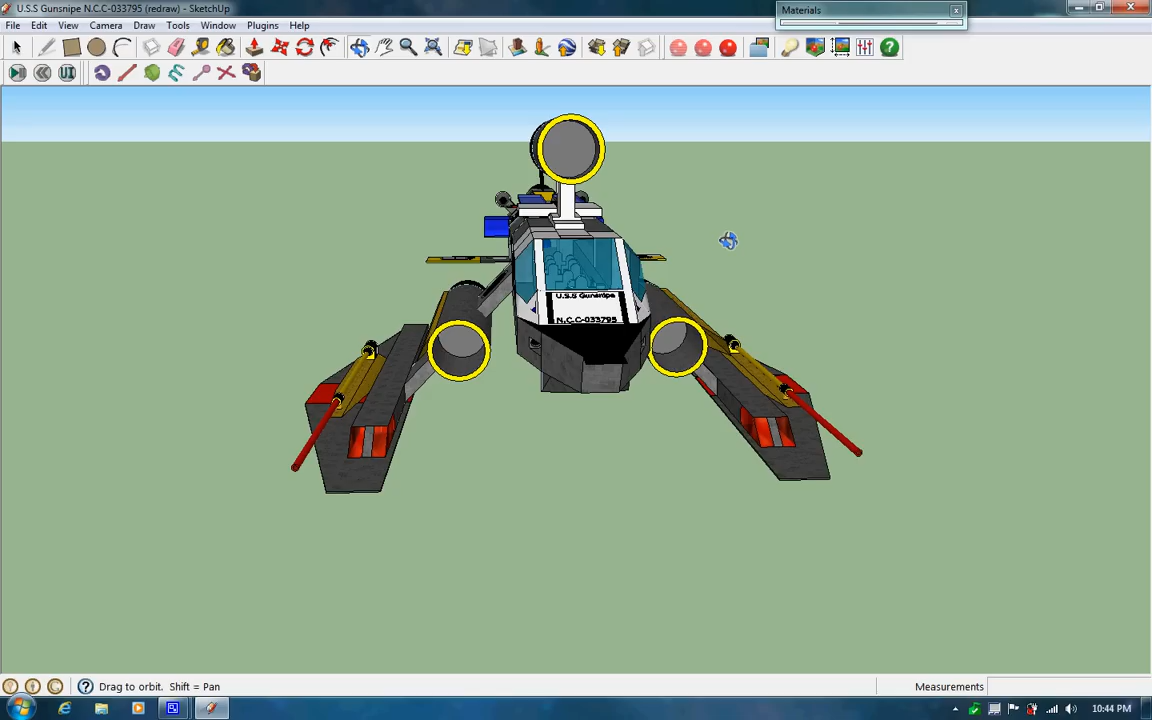 U.S.S Gunsnipe N.C.C-033795 (redraw) - SketchUp
Materials
File Edit View Camera Draw Tools Window Plugins Help
UI
U.S.S Gunsnipe
N.C.C-033795
Drag to orbit. Shift = Pan
Measurements
10:44 PM